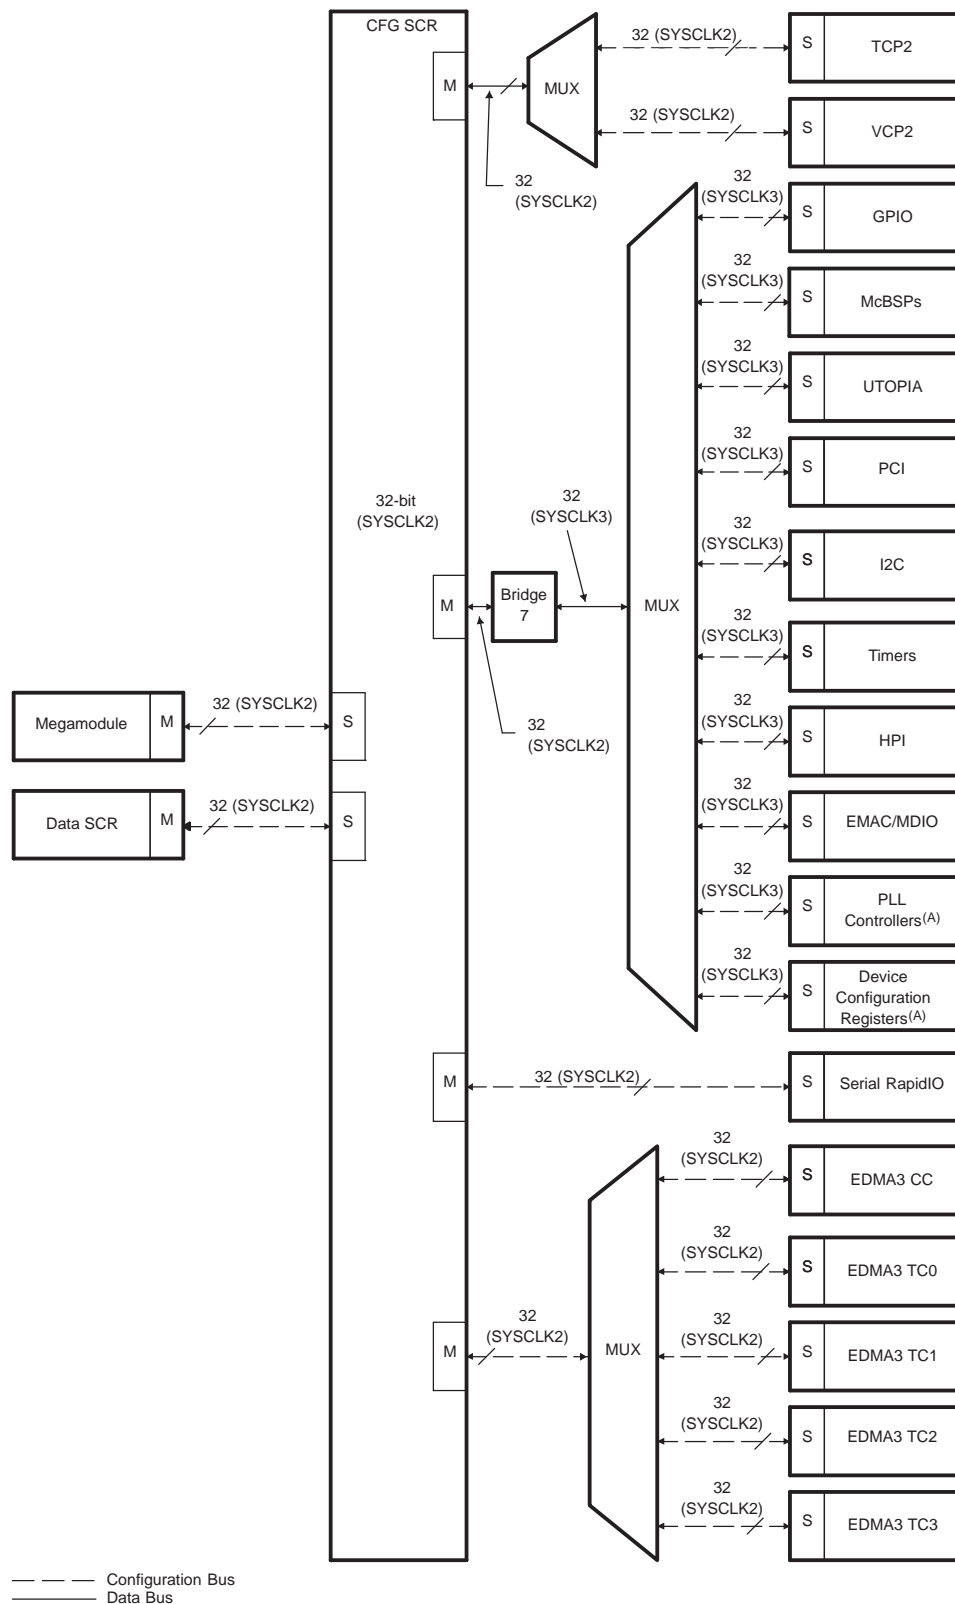 CFG SCR
M
32 (SYSCLK2)
MUX
32 (SYSCLK2)
S
TCP2
32 (SYSCLK2)
S
VCP2
32
(SYSCLK2)
32
(SYSCLK3)
S
GPIO
32
(SYSCLK3)
S
McBSPs
32
(SYSCLK3)
S
UTOPIA
32
(SYSCLK3)
S
PCI
32-bit
(SYSCLK2)
32
(SYSCLK3)
32
(SYSCLK3)
S
I2C
M
Bridge
7
MUX
32
(SYSCLK3)
S
Timers
Megamodule
M
32 (SYSCLK2)
S
32
(SYSCLK2)
32
(SYSCLK3)
S
HPI
Data SCR
M
32 (SYSCLK2)
S
32
(SYSCLK3)
S
EMAC/MDIO
32
(SYSCLK3)
S
PLL
Controllers(A)
32
(SYSCLK3)
S
Device
Configuration
Registers(A)
M
32 (SYSCLK2)
S
Serial RapidIO
32
(SYSCLK2)
S
EDMA3 CC
32
(SYSCLK2)
S
EDMA3 TC0
M
32
(SYSCLK2)
MUX
32
(SYSCLK2)
S
EDMA3 TC1
32
(SYSCLK2)
S
EDMA3 TC2
32
(SYSCLK2)
S
EDMA3 TC3
Configuration Bus
Data Bus